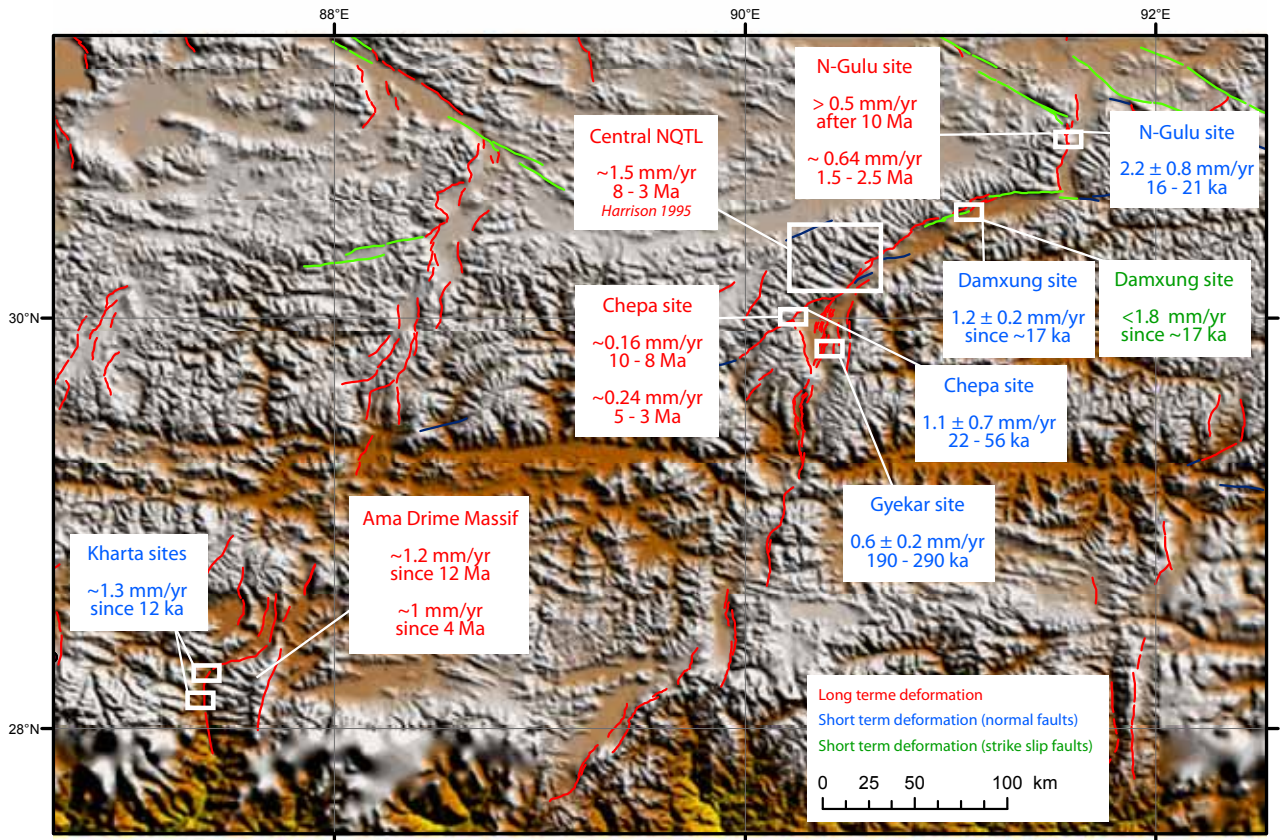 88°E
90°E
92°E
N-Gulu site
> 0.5 mm/yr
after 10 Ma
~ 0.64 mm/yr
1.5 - 2.5 Ma
N-Gulu site
2.2 ± 0.8 mm/yr
16 - 21 ka
Central NQTL
~1.5 mm/yr
8 - 3 Ma
Harrison 1995
Damxung site
1.2 ± 0.2 mm/yr
since ~17 ka
Damxung site
<1.8 mm/yr
since ~17 ka
30°N
Chepa site
~0.16 mm/yr
10 - 8 Ma
~0.24 mm/yr
5 - 3 Ma
Chepa site
1.1 ± 0.7 mm/yr
22 - 56 ka
Gyekar site
0.6 ± 0.2 mm/yr
190 - 290 ka
Ama Drime Massif
~1.2 mm/yr
since 12 Ma
~1 mm/yr
since 4 Ma
Kharta sites
~1.3 mm/yr
since 12 ka
28°N
Long terme deformation
Short term deformation (normal faults)
Short term deformation (strike slip faults)
0 25 50 100 km